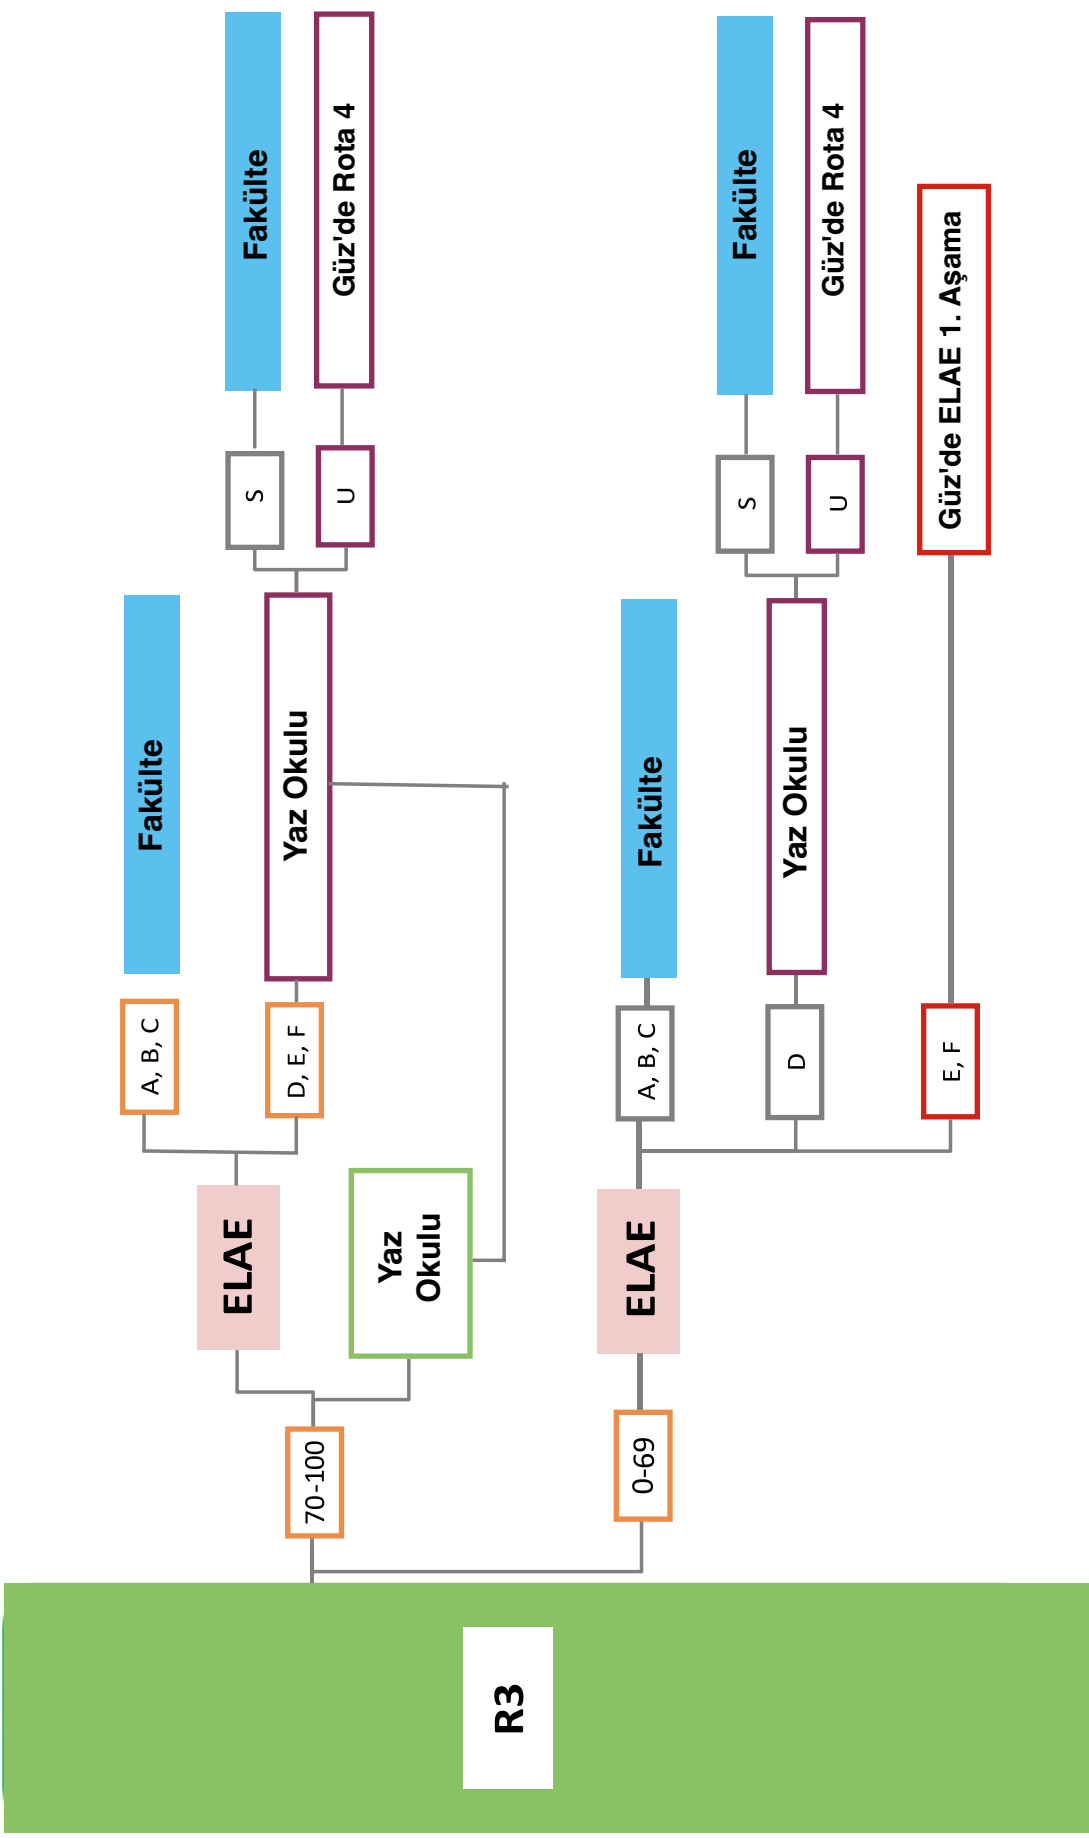 R3
70-100
ELAE
A, B, C
Fakülte
D, E, F
Yaz Okulu
S
Fakülte
U
Güz'de Rota 4
Yaz
Okulu
0-69
ELAE
A, B, C
Fakülte
D
Yaz Okulu
S
Fakülte
U
Güz'de Rota 4
E, F
Güz'de ELAE 1. Aşama